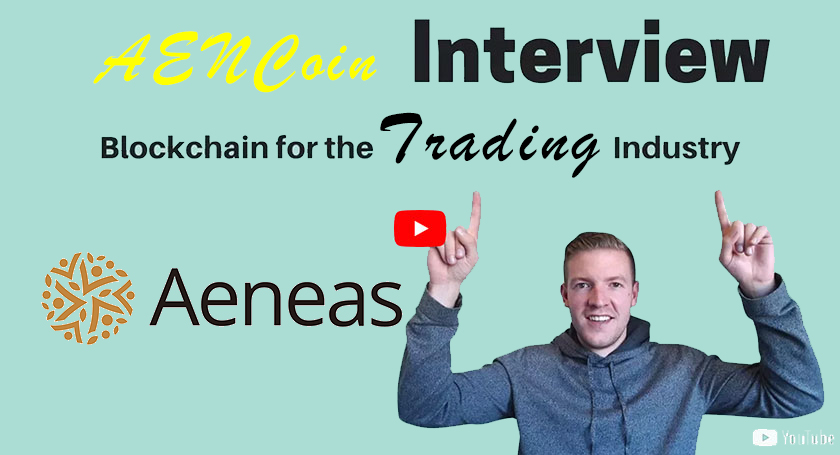 AENCoin Interview
Blockchain for the Trading Industry
Aeneas
YouTube